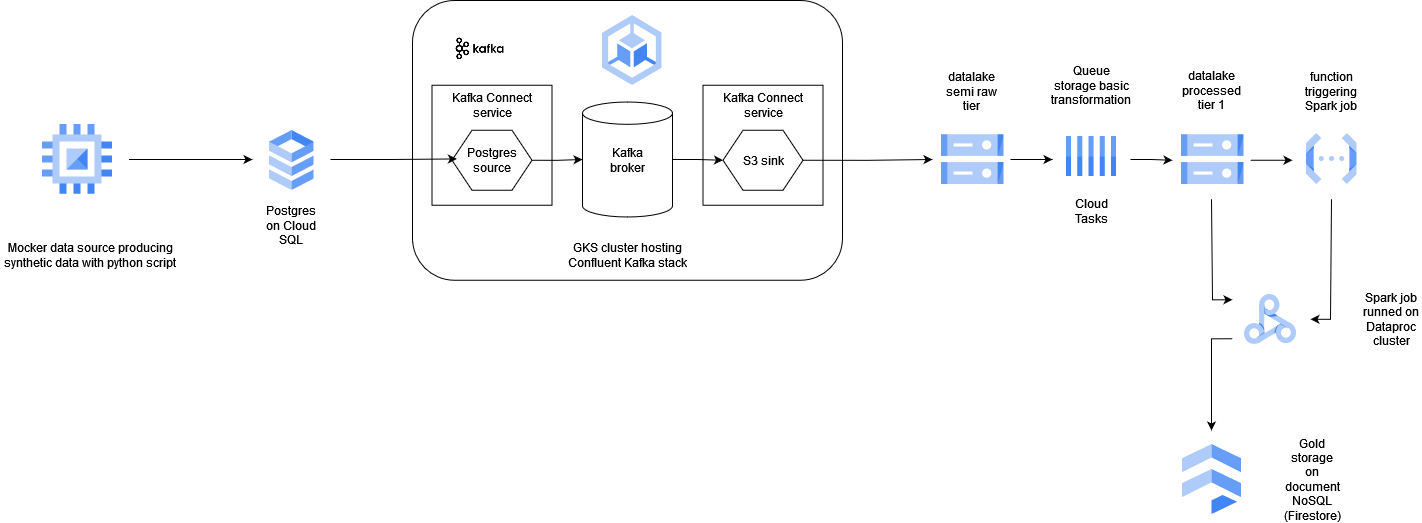 kafka
Kafka Connect
service
Postgres
source
Kafka
broker
Kafka Connect
service
S3 sink
GKS cluster hosting
Confluent Kafka stack
Mocker data source producing
synthetic data with python script
Postgres
on Cloud
SQL
datalake
semi raw
tier
Queue
storage basic
transformation
Cloud
Tasks
datalake
processed
tier 1
function
triggering
Spark job
Spark job
runned on
Dataproc
cluster
Gold
storage
on
document
NoSQL
(Firestore)